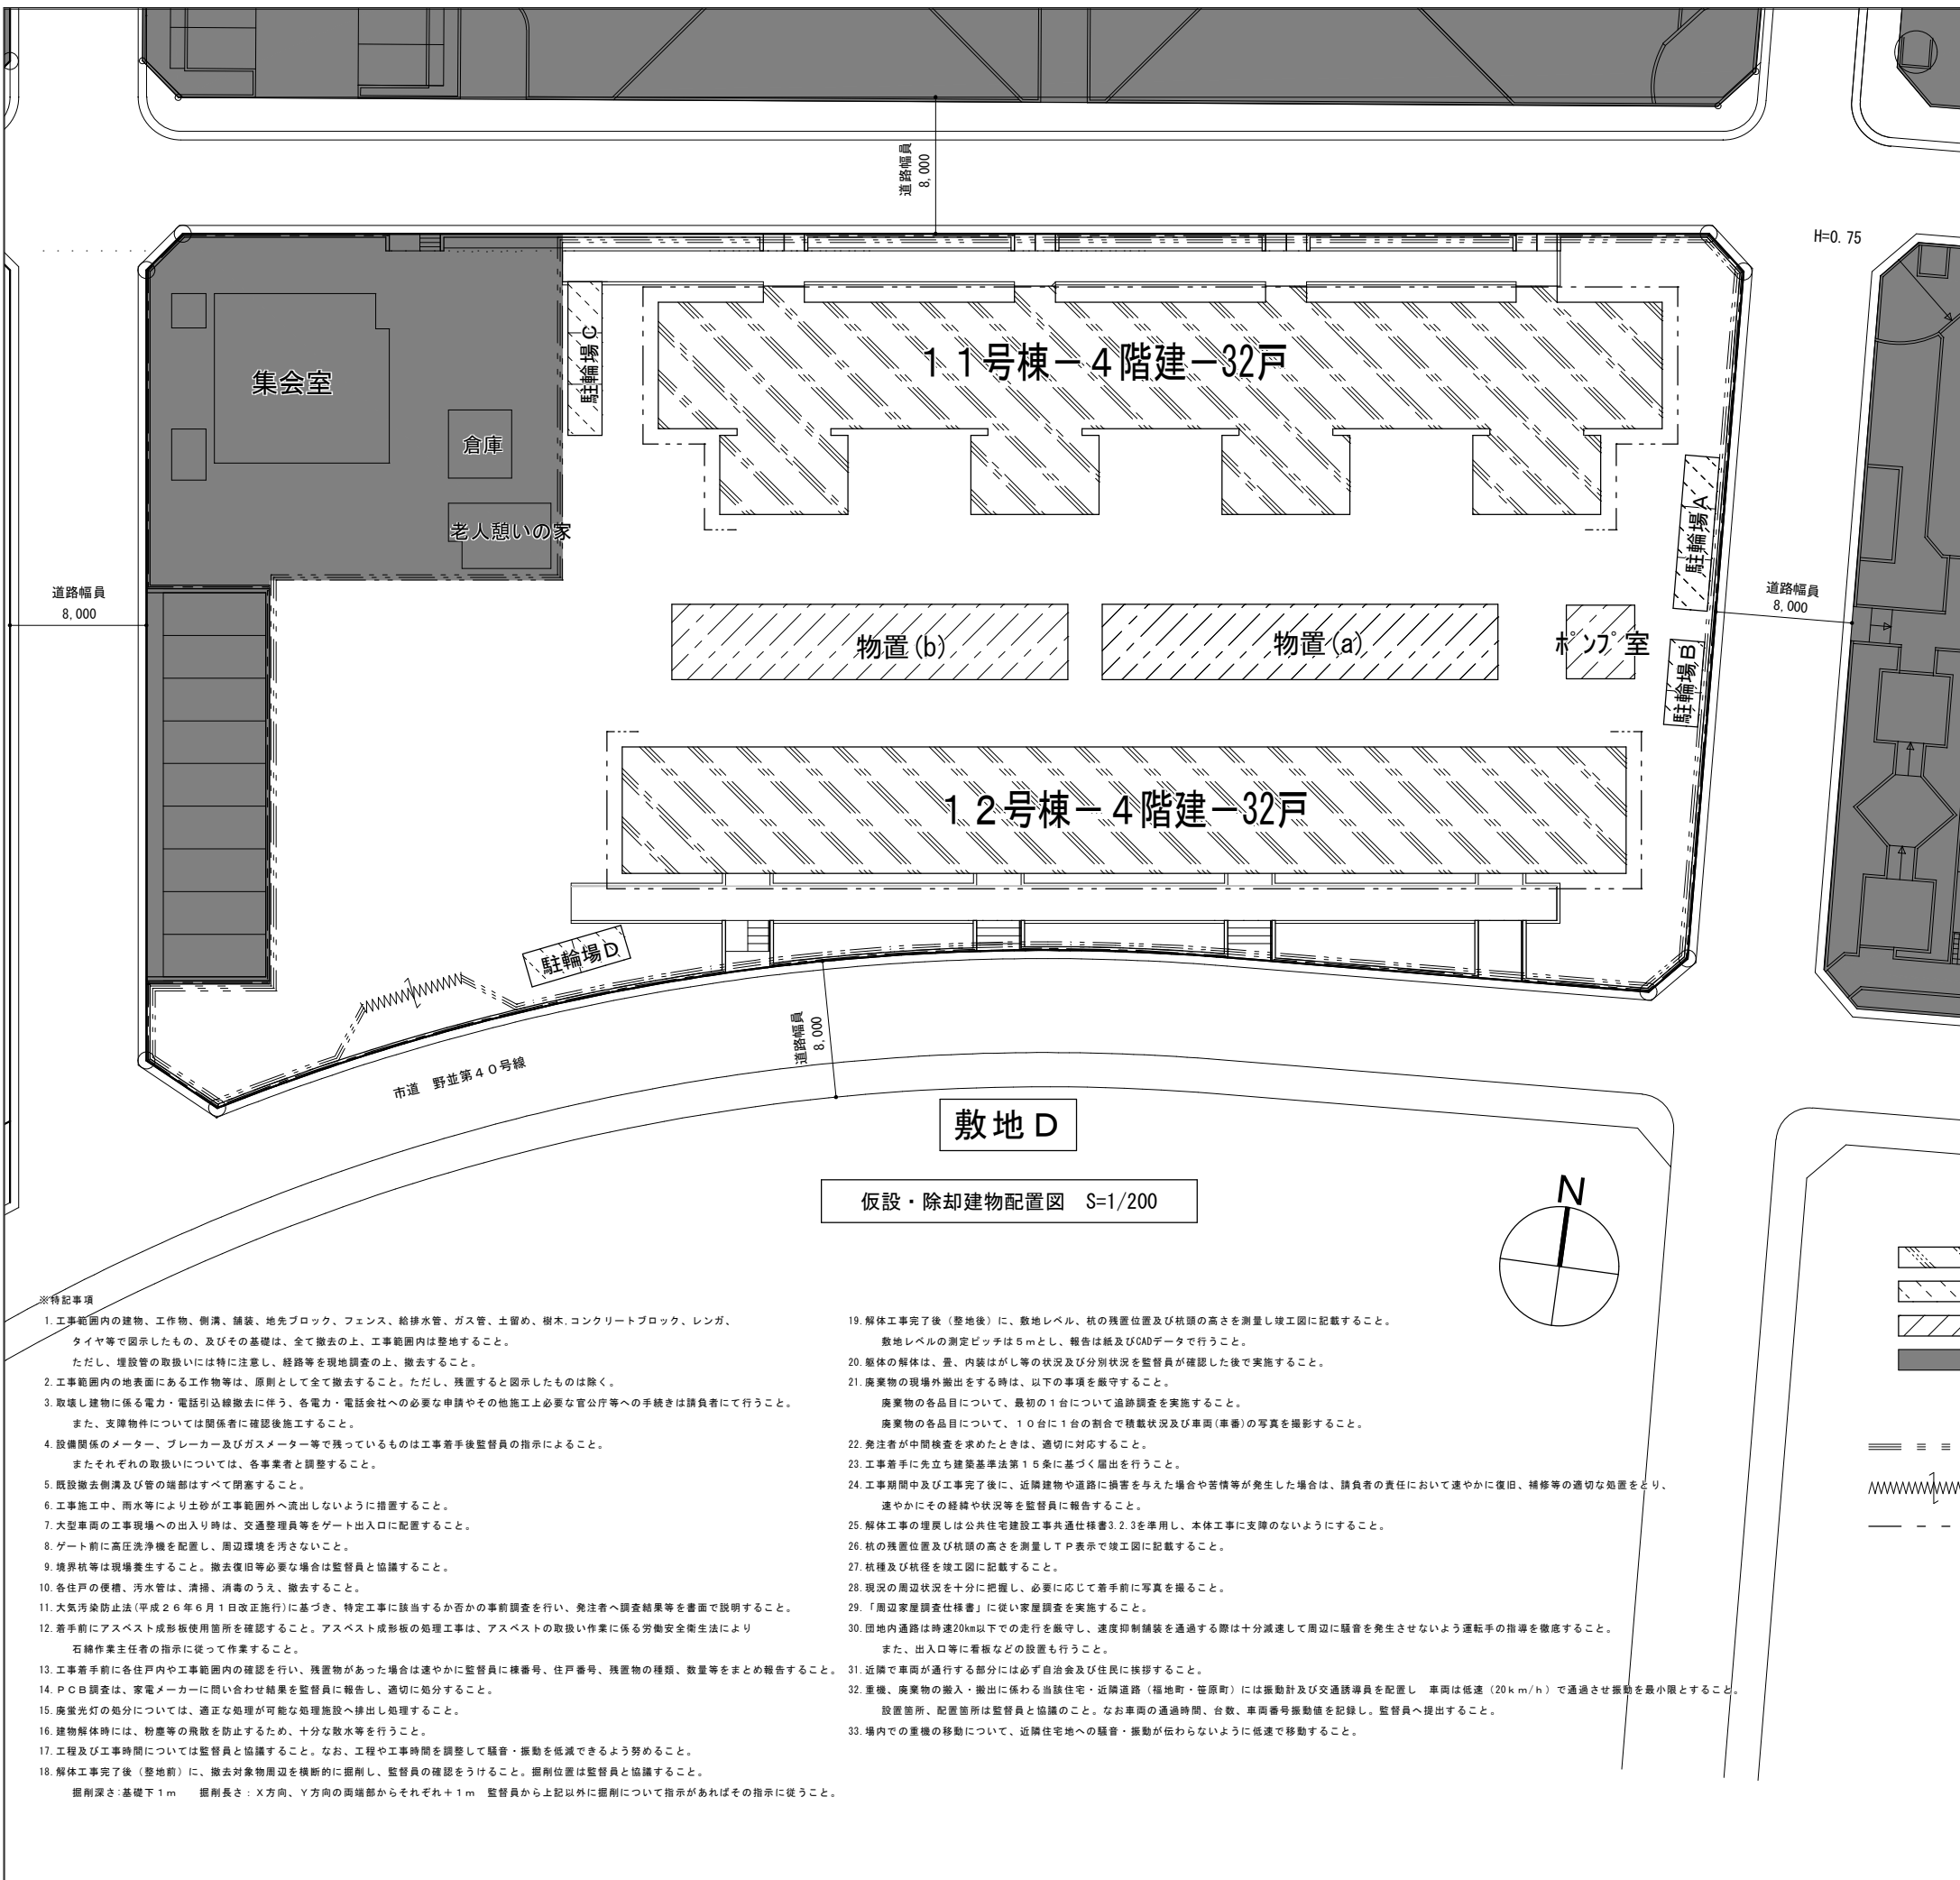 道路幅員
8,000
H=0.75
集会室
倉庫
老人憩いの家
駐輪場C
11号棟－4階建－32戸
駐輪場A
道路幅員
8,000
道路幅員
8,000
物置(b)
物置(a)
ポンプ室
駐輪場B
12号棟－4階建－32戸
駐輪場D
道路幅員
8,000
市道　野並第40号線
敷地D
仮設・除却建物配置図　S=1/200
N
※特記事項
1.工事範囲内の建物、工作物、側溝、舗装、地先ブロック、フェンス、給排水管、ガス管、土留め、樹木.コンクリートブロック、レンガ、
タイヤ等で図示したもの、及びその基礎は、全て撤去の上、工事範囲内は整地すること。
ただし、埋設管の取扱いには特に注意し、経路等を現地調査の上、撤去すること。
2.工事範囲内の地表面にある工作物等は、原則として全て撤去すること。ただし、残置すると図示したものは除く。
3.取壊し建物に係る電力・電話引込線撤去に伴う、各電力・電話会社への必要な申請やその他施工上必要な官公庁等への手続きは請負者にて行うこと。
また、支障物件については関係者に確認後施工すること。
4.設備関係のメーター、ブレーカー及びガスメーター等で残っているものは工事着手後監督員の指示によること。
またそれぞれの取扱いについては、各事業者と調整すること。
5.既設撤去側溝及び管の端部はすべて閉塞すること。
6.工事施工中、雨水等により土砂が工事範囲外へ流出しないように措置すること。
7.大型車両の工事現場への出入り時は、交通整理員等をゲート出入口に配置すること。
8.ゲート前に高圧洗浄機を配置し、周辺環境を汚さないこと。
9.境界杭等は現場養生すること。撤去復旧等必要な場合は監督員と協議すること。
10.各住戸の便槽、汚水管は、清掃、消毒のうえ、撤去すること。
11.大気汚染防止法(平成26年6月1日改正施行)に基づき、特定工事に該当するか否かの事前調査を行い、発注者へ調査結果等を書面で説明すること。
12.着手前にアスベスト成形板使用箇所を確認すること。アスベスト成形板の処理工事は、アスベストの取扱い作業に係る労働安全衛生法により
石綿作業主任者の指示に従って作業すること。
13.工事着手前に各住戸内や工事範囲内の確認を行い、残置物があった場合は速やかに監督員に棟番号、住戸番号、残置物の種類、数量等をまとめ報告すること。
14.PCB調査は、家電メーカーに問い合わせ結果を監督員に報告し、適切に処分すること。
15.廃蛍光灯の処分については、適正な処理が可能な処理施設へ排出し処理すること。
16.建物解体時には、粉塵等の飛散を防止するため、十分な散水等を行うこと。
17.工程及び工事時間については監督員と協議すること。なお、工程や工事時間を調整して騒音・振動を低減できるよう努めること。
18.解体工事完了後（整地前）に、撤去対象物周辺を横断的に掘削し、監督員の確認をうけること。掘削位置は監督員と協議すること。
掘削深さ:基礎下1m　　掘削長さ：X方向、Y方向の両端部からそれぞれ＋1m　監督員から上記以外に掘削について指示があればその指示に従うこと。
19.解体工事完了後（整地後）に、敷地レベル、杭の残置位置及び杭頭の高さを測量し竣工図に記載すること。
敷地レベルの測定ピッチは5mとし、報告は紙及びCADデータで行うこと。
20.躯体の解体は、畳、内装はがし等の状況及び分別状況を監督員が確認した後で実施すること。
21.廃棄物の現場外搬出をする時は、以下の事項を厳守すること。
廃棄物の各品目について、最初の1台について追跡調査を実施すること。
廃棄物の各品目について、10台に1台の割合で積載状況及び車両(車番)の写真を撮影すること。
22.発注者が中間検査を求めたときは、適切に対応すること。
23.工事着手に先立ち建築基準法第15条に基づく届出を行うこと。
24.工事期間中及び工事完了後に、近隣建物や道路に損害を与えた場合や苦情等が発生した場合は、請負者の責任において速やかに復旧、補修等の適切な処置をとり、
速やかにその経緯や状況等を監督員に報告すること。
25.解体工事の埋戻しは公共住宅建設工事共通仕様書3.2.3を準用し、本体工事に支障のないようにすること。
26.杭の残置位置及び杭頭の高さを測量しTP表示で竣工図に記載すること。
27.杭種及び杭径を竣工図に記載すること。
28.現況の周辺状況を十分に把握し、必要に応じて着手前に写真を撮ること。
29.「周辺家屋調査仕様書」に従い家屋調査を実施すること。
30.団地内通路は時速20km以下での走行を厳守し、速度抑制舗装を通過する際は十分減速して周辺に騒音を発生させないよう運転手の指導を徹底すること。
また、出入口等に看板などの設置も行うこと。
31.近隣で車両が通行する部分には必ず自治会及び住民に挨拶すること。
32.重機、廃棄物の搬入・搬出に係わる当該住宅・近隣道路（福地町・笹原町）には振動計及び交通誘導員を配置し　車両は低速（20km/h）で通過させ振動を最小限とすること。
設置箇所、配置箇所は監督員と協議のこと。なお車両の通過時間、台数、車両番号振動値を記録し。監督員へ提出すること。
33.場内での重機の移動について、近隣住宅地への騒音・振動が伝わらないように低速で移動すること。